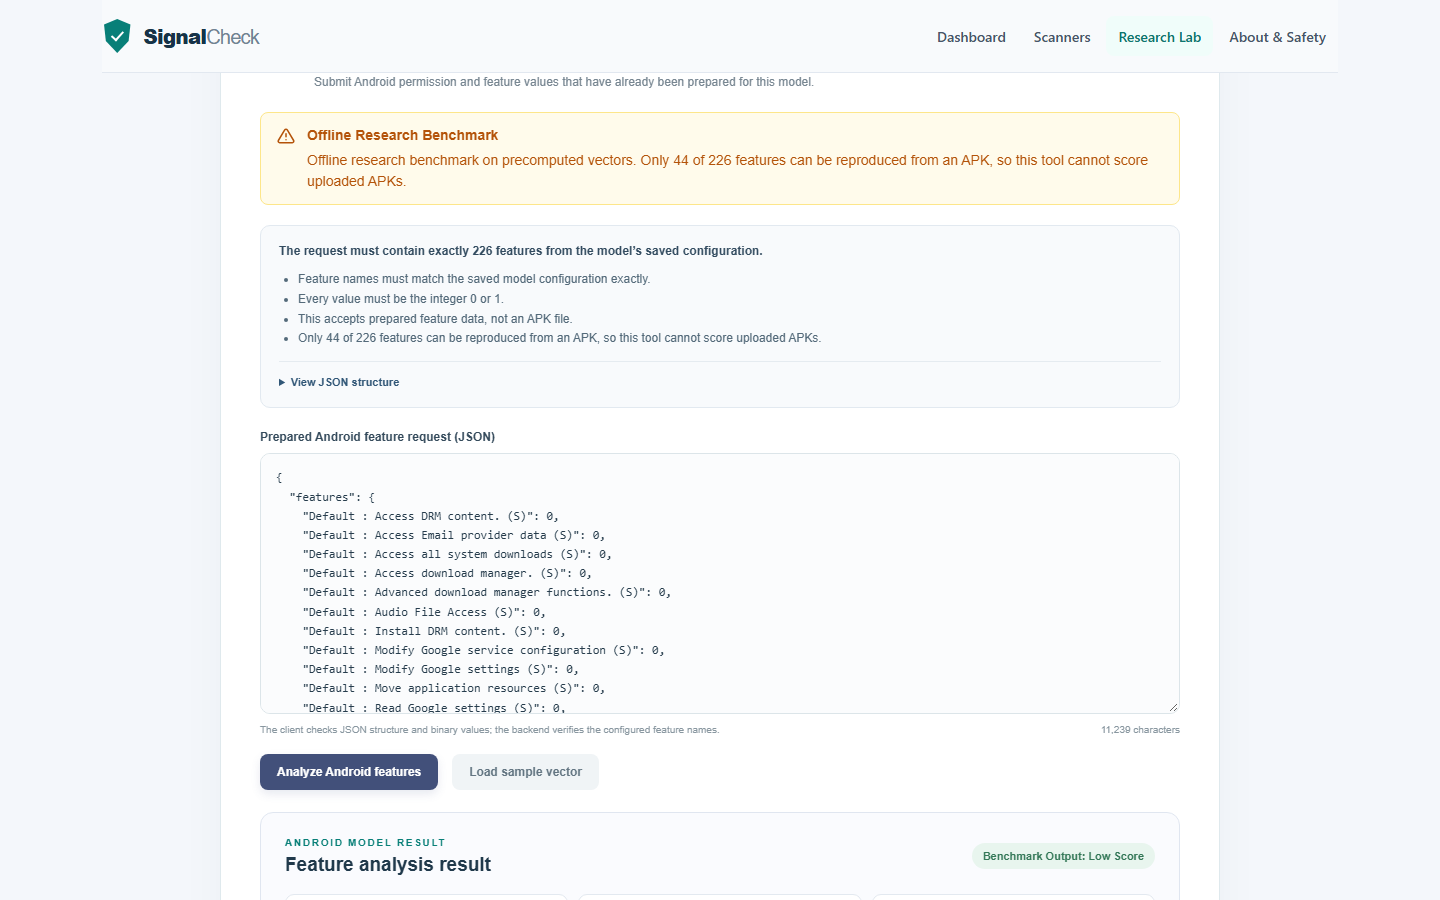 SignalCheck
Dashboard
Scanners
Research Lab
About & Safety
Submit Android permission and feature values that have already been prepared for this model.
Offline Research Benchmark
Offline research benchmark on precomputed vectors. Only 44 of 226 features can be reproduced from an APK, so this tool cannot score
uploaded APKs.
The request must contain exactly 226 features from the model’s saved configuration.
• Feature names must match the saved model configuration exactly.
• Every value must be the integer 0 or 1.
• This accepts prepared feature data, not an APK file.
• Only 44 of 226 features can be reproduced from an APK, so this tool cannot score uploaded APKs.
View JSON structure
Prepared Android feature request (JSON)
{
"features": {
"Default : Access DRM content. (S)": 0,
"Default : Access Email provider data (S)": 0,
"Default : Access all system downloads (S)": 0,
"Default : Access download manager. (S)": 0,
"Default : Advanced download manager functions. (S)": 0,
"Default : Audio File Access (S)": 0,
"Default : Install DRM content. (S)": 0,
"Default : Modify Google service configuration (S)": 0,
"Default : Modify Google settings (S)": 0,
"Default : Move application resources (S)": 0,
"Default : Read Google settings (S)": 0,
The client checks JSON structure and binary values; the backend verifies the configured feature names.
11,239 characters
Analyze Android features
Load sample vector
ANDROID MODEL RESULT
Feature analysis result
Benchmark Output: Low Score